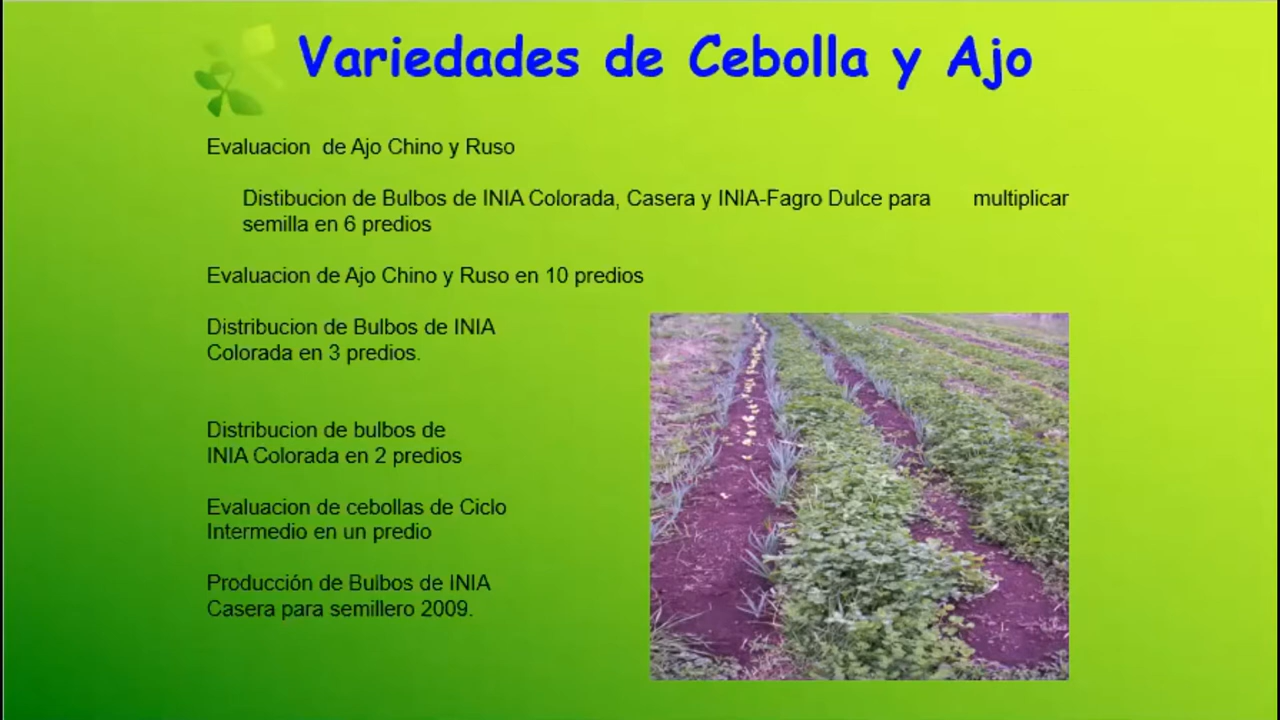 Variedades de Cebolla y Ajo
Evaluacion de Ajo Chino y Ruso
Distibucion de Bulbos de INIA Colorada, Casera y INIA-Fagro Dulce para multiplicar
semilla en 6 predios
Evaluacion de Ajo Chino y Ruso en 10 predios
Distribucion de Bulbos de INIA
Colorada en 3 predios.
Distribucion de bulbos de
INIA Colorada en 2 predios
Evaluacion de cebollas de Ciclo
Intermedio en un predio
Producción de Bulbos de INIA
Casera para semillero 2009.